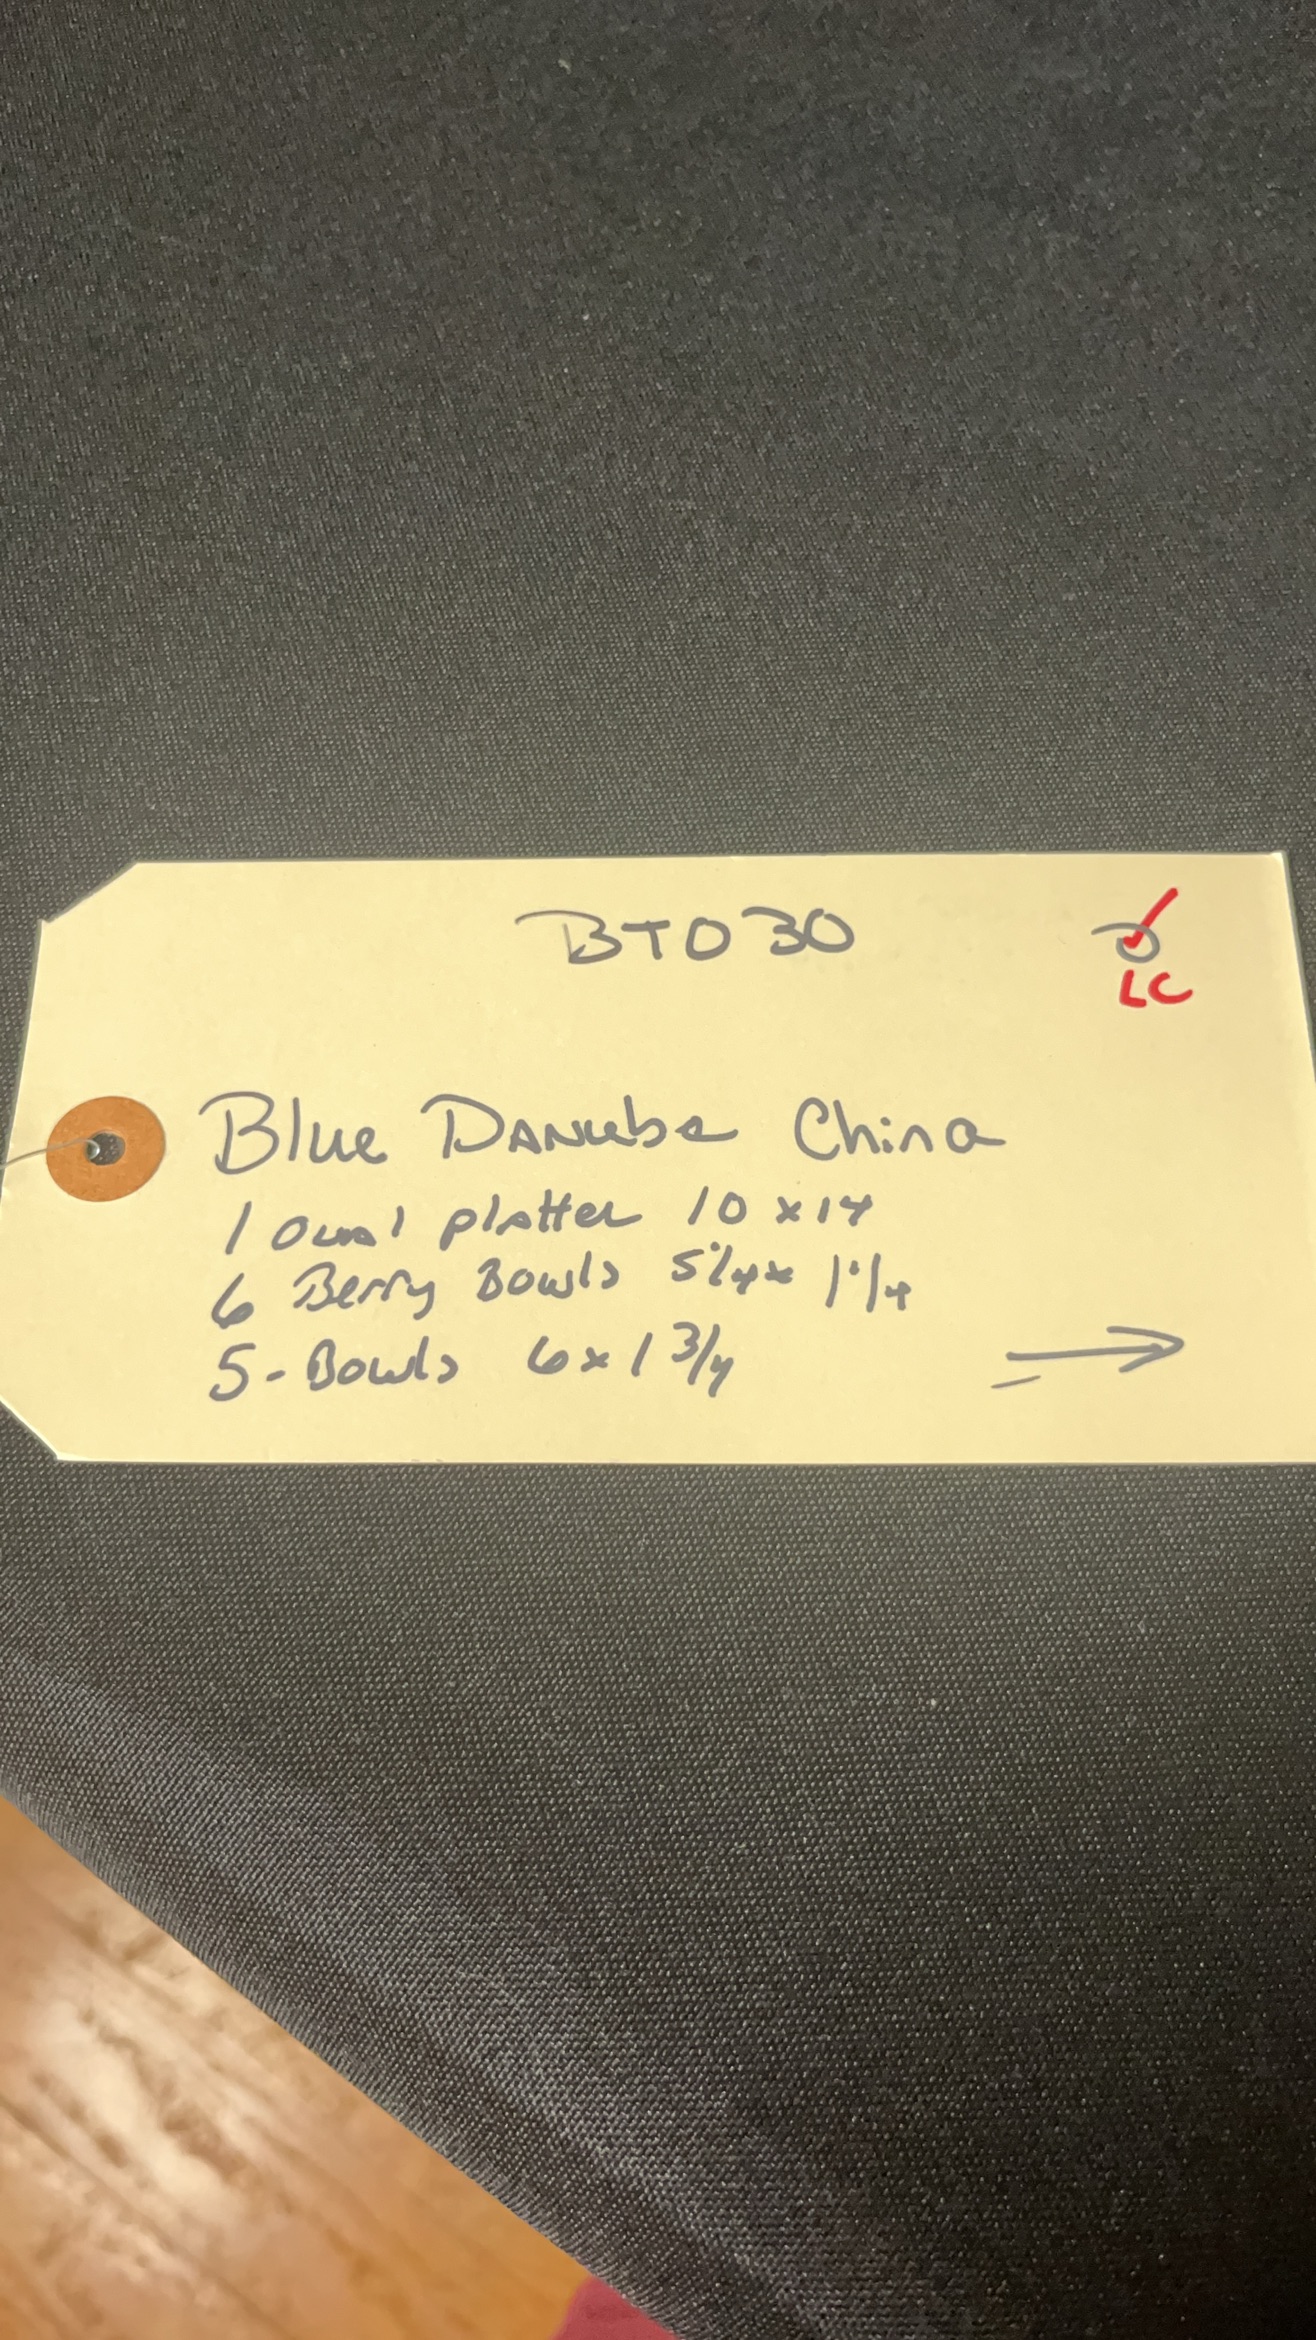 BT030
LC
Blue Danube China
1 Oval platter 10 x 14
6 Berry Bowls 5 1/4 x 1 1/4
5 - Bowls 6 x 1 3/4